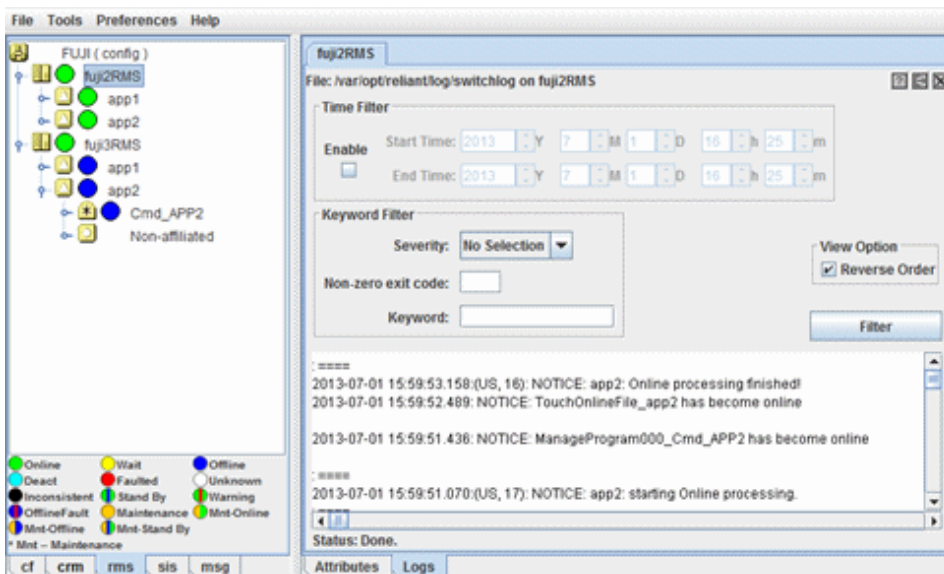 File Tools Preferences Help
FUJI ( config )
fuji2RMS
app1
app2
fuji3RMS
app1
app2
Cmd_APP2
Non-affiliated
Online Wait Offline
Deact Faulted Unknown
Inconsistent Stand By Warning
OfflineFault Maintenance Mnt-Online
Mnt-Offline Mnt-Stand By
* Mnt – Maintenance
cf crm rms sis msg
fuji2RMS
File: /var/opt/reliant/log/switchlog on fuji2RMS
Time Filter
Enable
Start Time: 2013 Y 7 M 1 D 16 h 25 m
End Time: 2013 Y 7 M 1 D 16 h 25 m
Keyword Filter
Severity: No Selection
Non-zero exit code:
Keyword:
View Option
Reverse Order
Filter
: ====
2013-07-01 15:59:53.158:(US, 16): NOTICE: app2: Online processing finished!
2013-07-01 15:59:52.489: NOTICE: TouchOnlineFile_app2 has become online
2013-07-01 15:59:51.436: NOTICE: ManageProgram000_Cmd_APP2 has become online
: ====
2013-07-01 15:59:51.070:(US, 17): NOTICE: app2: starting Online processing.
: ====
Status: Done.
Attributes Logs